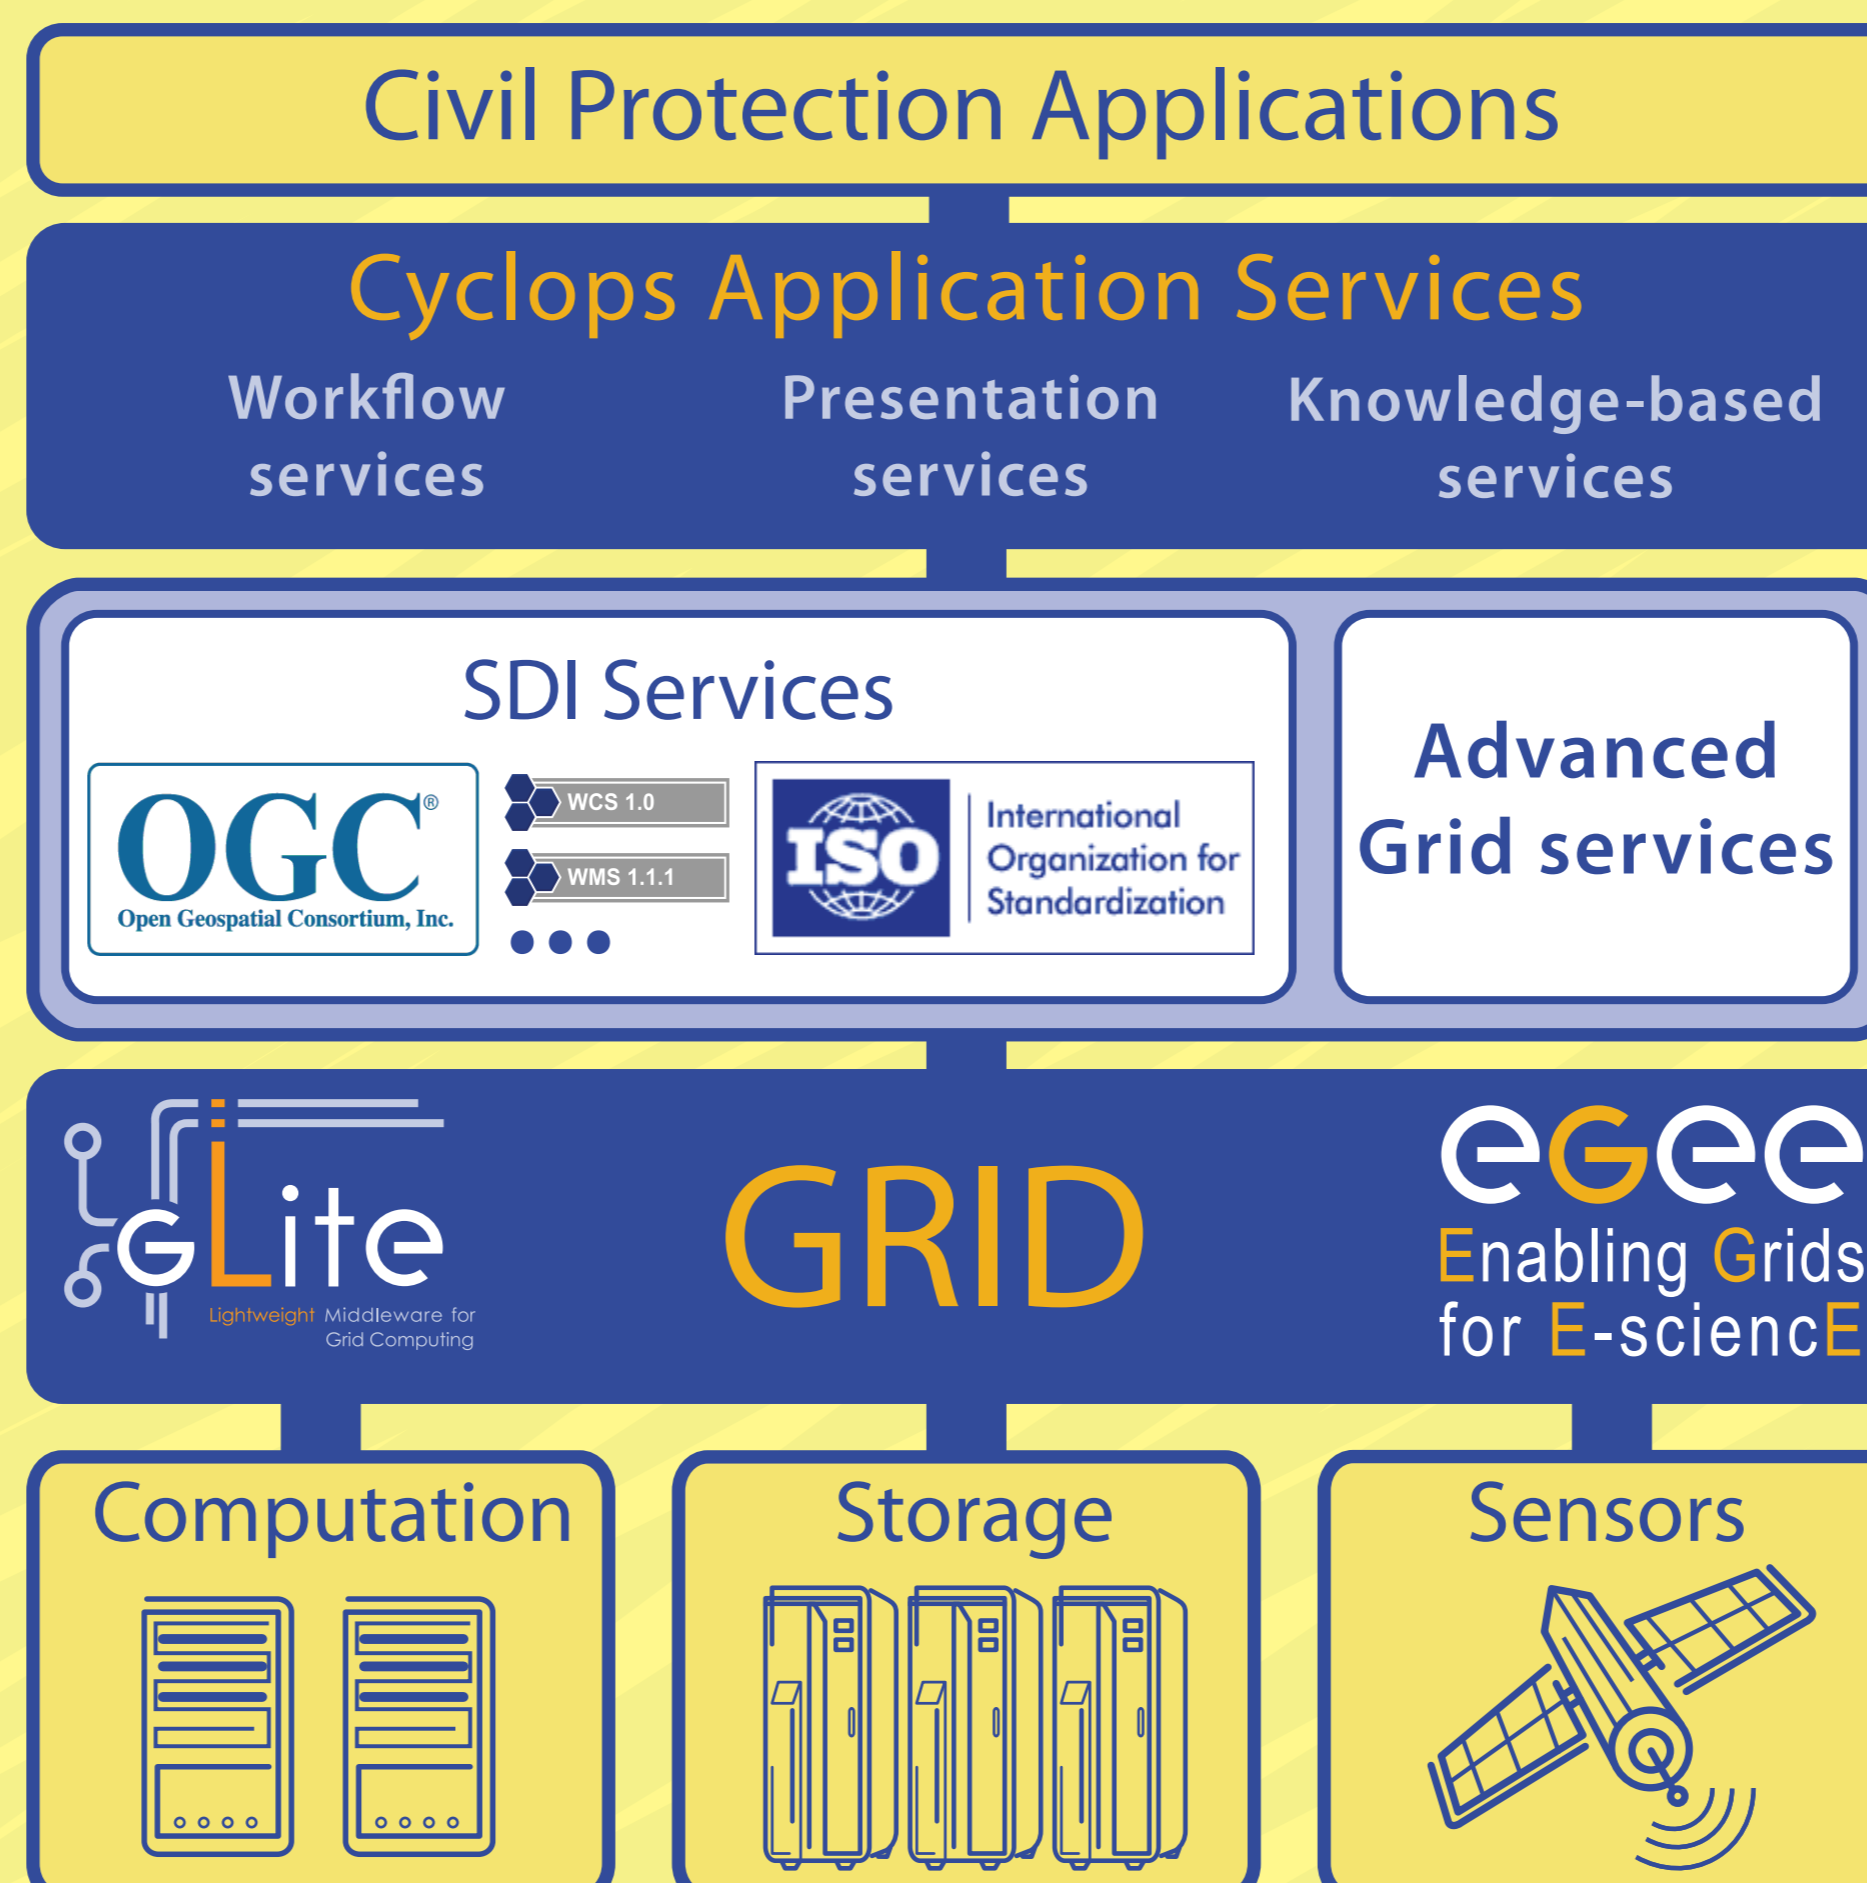 Civil Protection Applications
Cyclops Application Services
Workflow
services
Presentation
services
Knowledge-based
services
SDI Services
OGC®
Open Geospatial Consortium, Inc.
WCS 1.0
WMS 1.1.1
ISO
International
Organization for
Standardization
Advanced
Grid services
gLite
Lightweight Middleware for
Grid Computing
GRID
eGee
Enabling Grids
for E-sciencE
Computation
Storage
Sensors